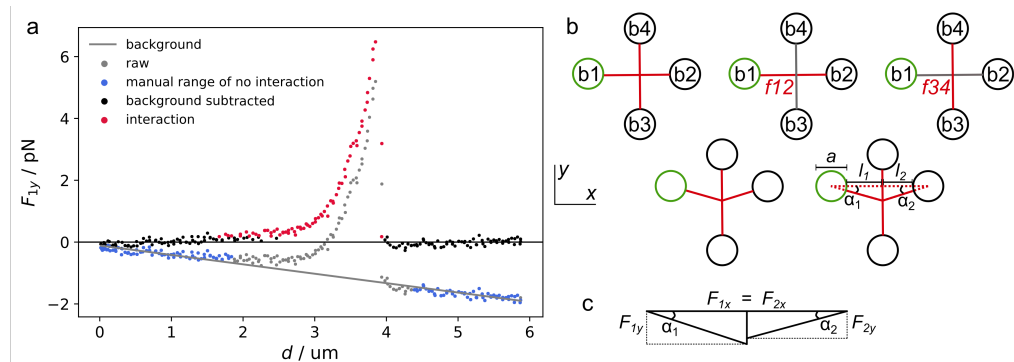 a
F1y / pN
6
4
2
0
−2
0 1 2 3 4 5 6
d / um
background
raw
manual range of no interaction
background subtracted
interaction
b
b4 b4 b4
b1 b2 b1 b2 b1 b2
f12 f34
b3 b3 b3
y
x
a l1 l2
α1 α2
c
F1x = F2x
F1y α1 α2 F2y